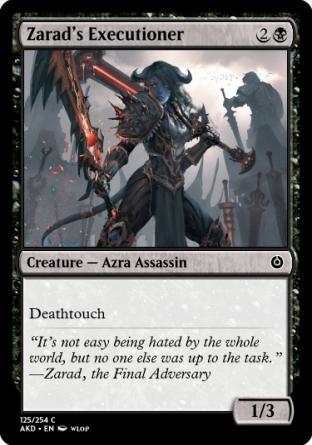 Zarad's Executioner 2
Creature — Azra Assassin
Deathtouch
"It's not easy being hated by the whole
world, but no one else was up to the task."
—Zarad, the Final Adversary
1/3
125/254 C
AKD • EN WLOP